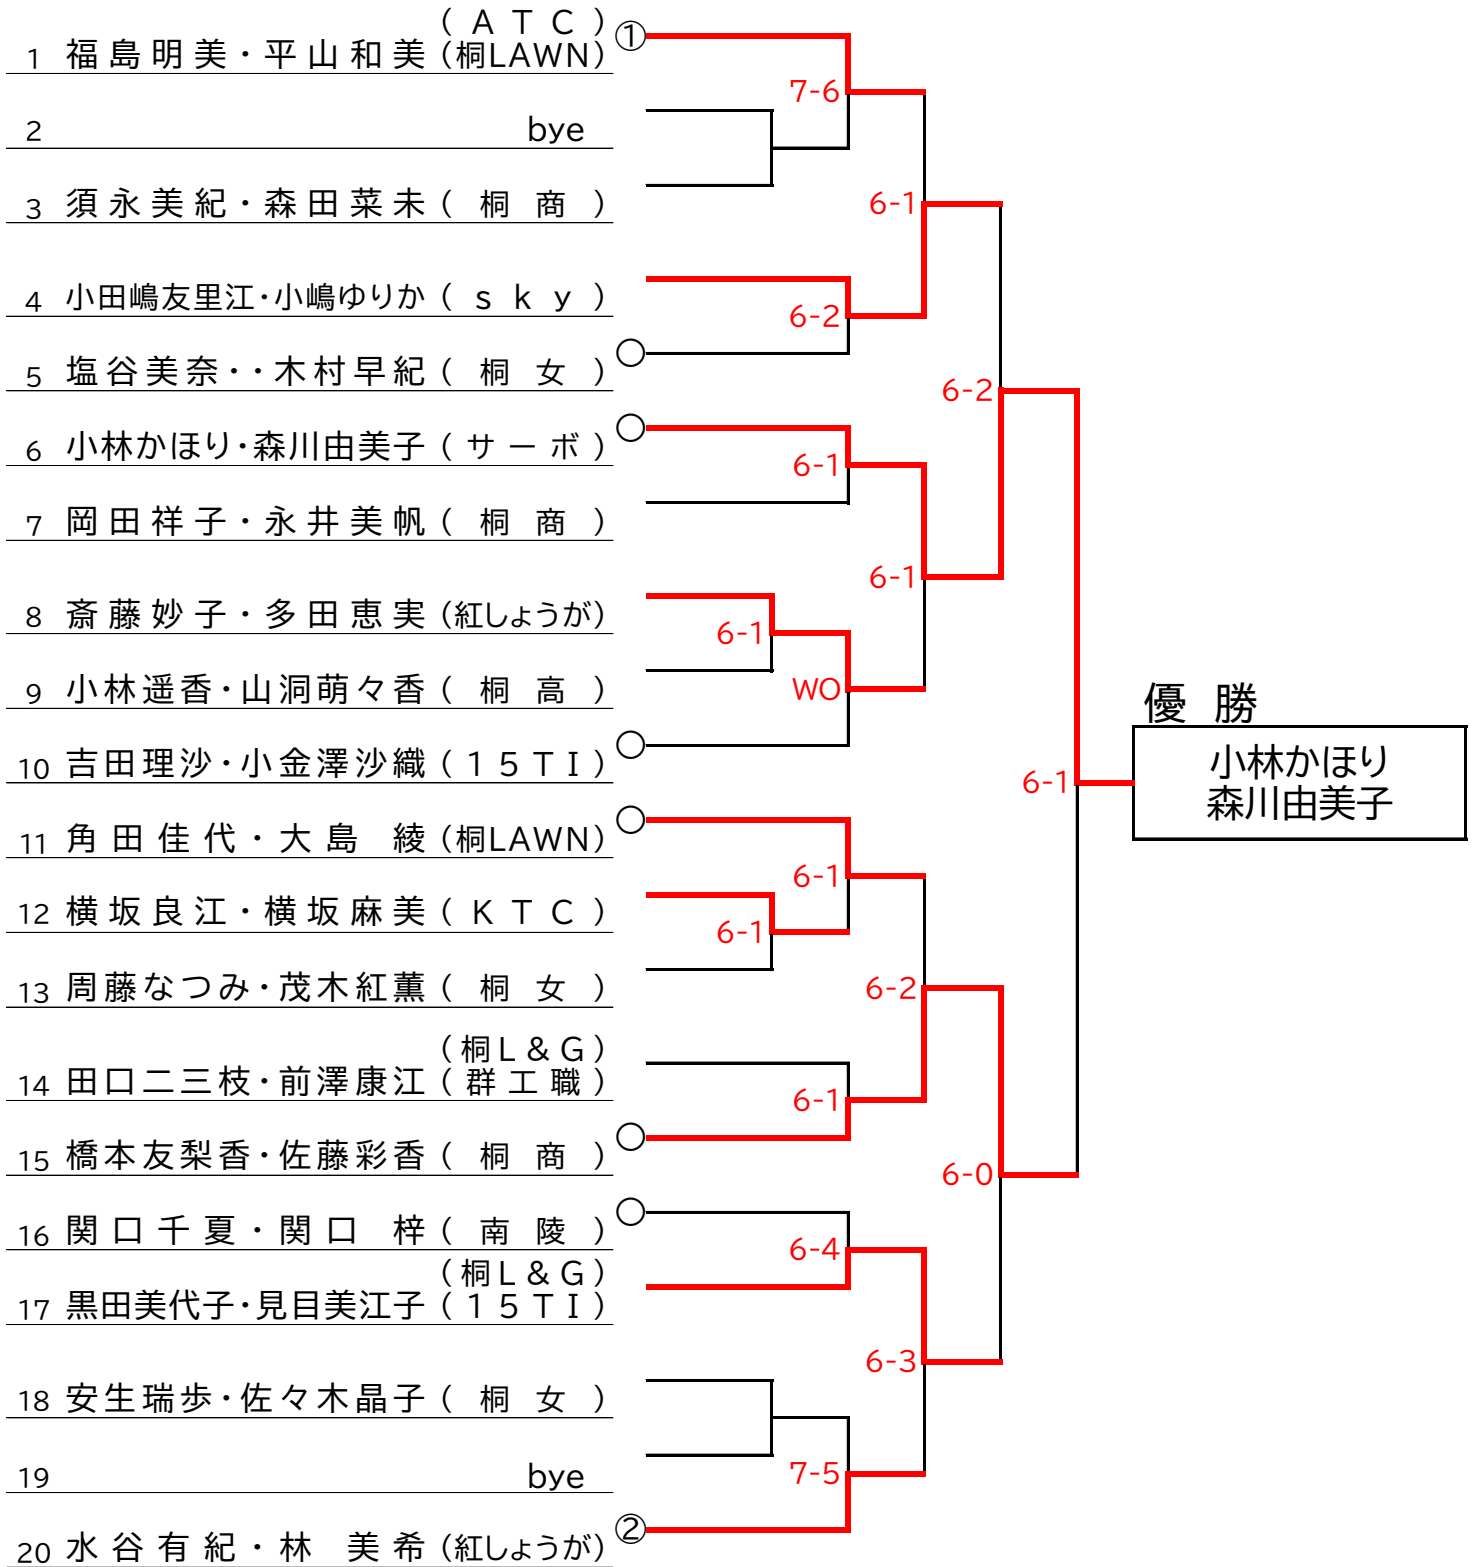 (ATC)
1 福島明美・平山和美 (桐LAWN) ①
7-6
2 bye
3 須永美紀・森田菜未 (桐商)
6-1
4 小田嶋友里江・小嶋ゆりか (sky)
6-2
5 塩谷美奈・・木村早紀 (桐女) ○
6-2
6 小林かほり・森川由美子 (サーボ) ○
6-1
7 岡田祥子・永井美帆 (桐商)
6-1
8 斎藤妙子・多田恵実 (紅しょうが)
6-1
9 小林遥香・山洞萌々香 (桐高)
WO
10 吉田理沙・小金澤沙織 (15TI) ○
優勝
小林かほり
森川由美子
6-1
11 角田佳代・大島 綾 (桐LAWN) ○
6-1
12 横坂良江・横坂麻美 (KTC)
6-1
13 周藤なつみ・茂木紅薫 (桐女)
6-2
(桐L&G)
14 田口二三枝・前澤康江 (群工職)
6-1
15 橋本友梨香・佐藤彩香 (桐商) ○
6-0
16 関口千夏・関口 梓 (南陵) ○
6-4
(桐L&G)
17 黒田美代子・見目美江子 (15TI)
6-3
18 安生瑞歩・佐々木晶子 (桐女)
19 bye
7-5
20 水谷有紀・林 美希 (紅しょうが) ②